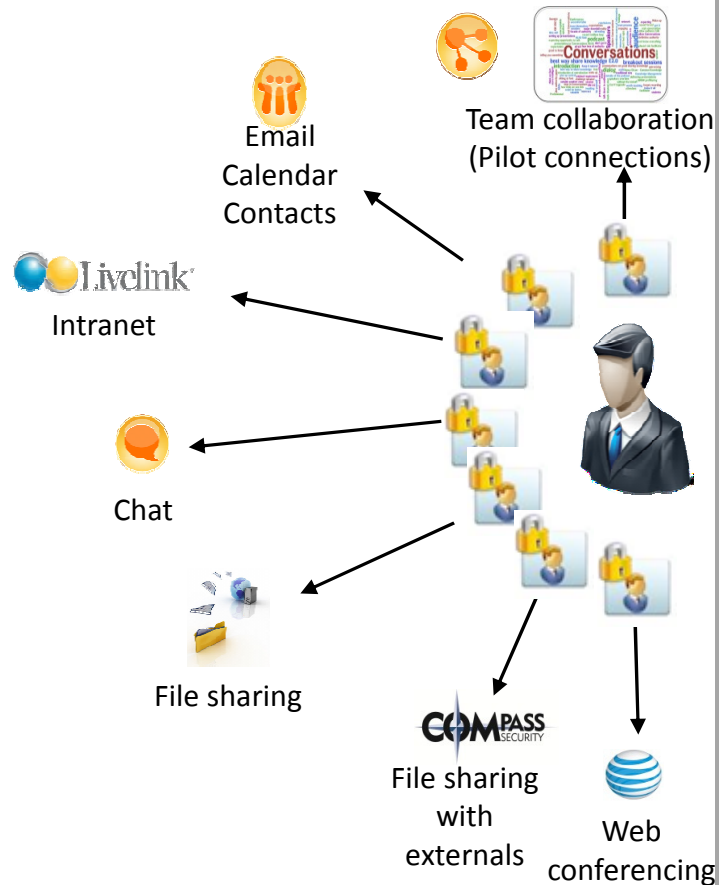 Conversations
Team collaboration
(Pilot connections)
Email
Calendar
Contacts
Livelink
Intranet
Chat
File sharing
COMPASS
SECURITY
File sharing
with
externals
Web
conferencing